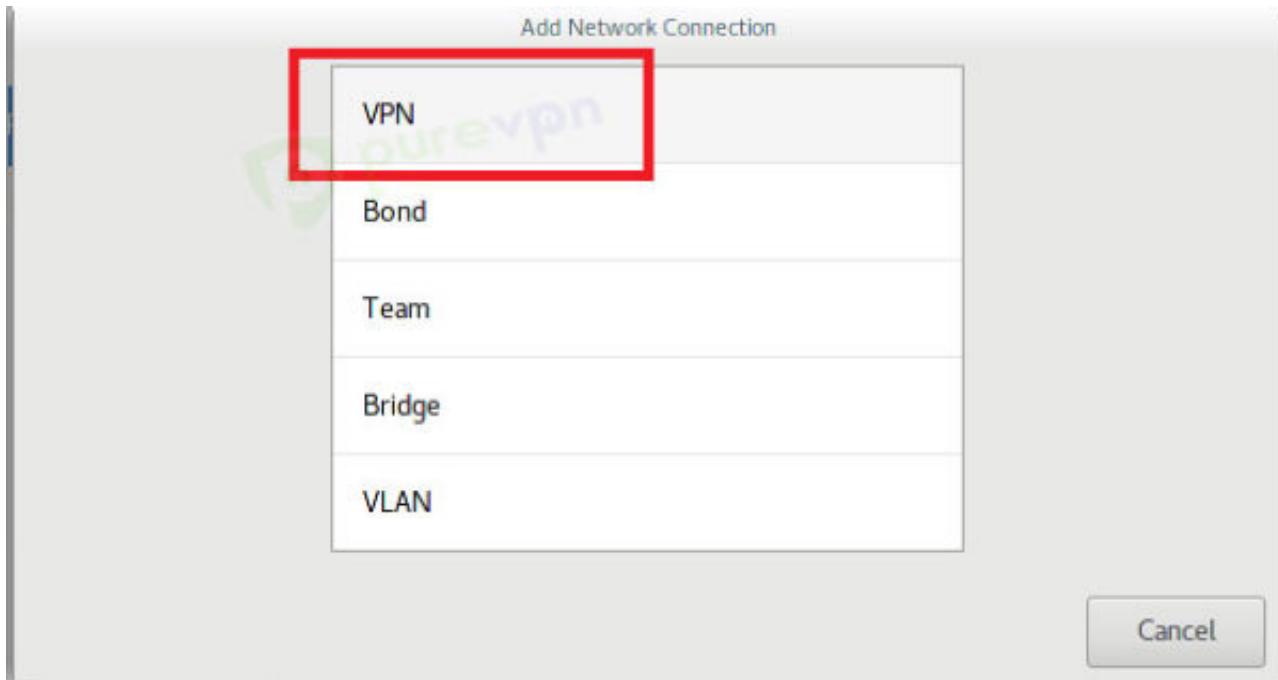 Add Network Connection
VPN
purevpn
Bond
Team
Bridge
VLAN
Cancel